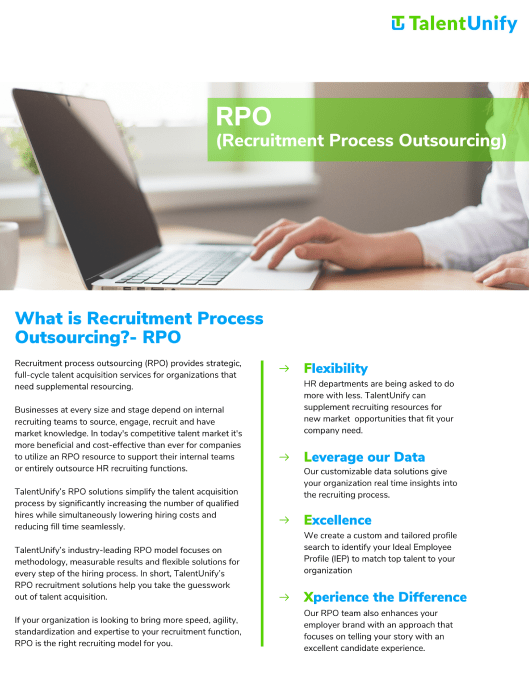 TalentUnify
RPO
(Recruitment Process Outsourcing)
What is Recruitment Process
Outsourcing?- RPO
Recruitment process outsourcing (RPO) provides strategic,
full-cycle talent acquisition services for organizations that
need supplemental resourcing.
Businesses at every size and stage depend on internal
recruiting teams to source, engage, recruit and have
market knowledge. In today's competitive talent market it's
more beneficial and cost-effective than ever for companies
to utilize an RPO resource to support their internal teams
or entirely outsource HR recruiting functions.
TalentUnify's RPO solutions simplify the talent acquisition
process by significantly increasing the number of qualified
hires while simultaneously lowering hiring costs and
reducing fill time seamlessly.
TalentUnify's industry-leading RPO model focuses on
methodology, measurable results and flexible solutions for
every step of the hiring process. In short, TalentUnify's
RPO recruitment solutions help you take the guesswork
out of talent acquisition.
If your organization is looking to bring more speed, agility,
standardization and expertise to your recruitment function,
RPO is the right recruiting model for you.
Flexibility
HR departments are being asked to do
more with less. TalentUnify can
supplement recruiting resources for
new market opportunities that fit your
company need.
Leverage our Data
Our customizable data solutions give
your organization real time insights into
the recruiting process.
Excellence
We create a custom and tailored profile
search to identify your Ideal Employee
Profile (IEP) to match top talent to your
organization
Xperience the Difference
Our RPO team also enhances your
employer brand with an approach that
focuses on telling your story with an
excellent candidate experience.